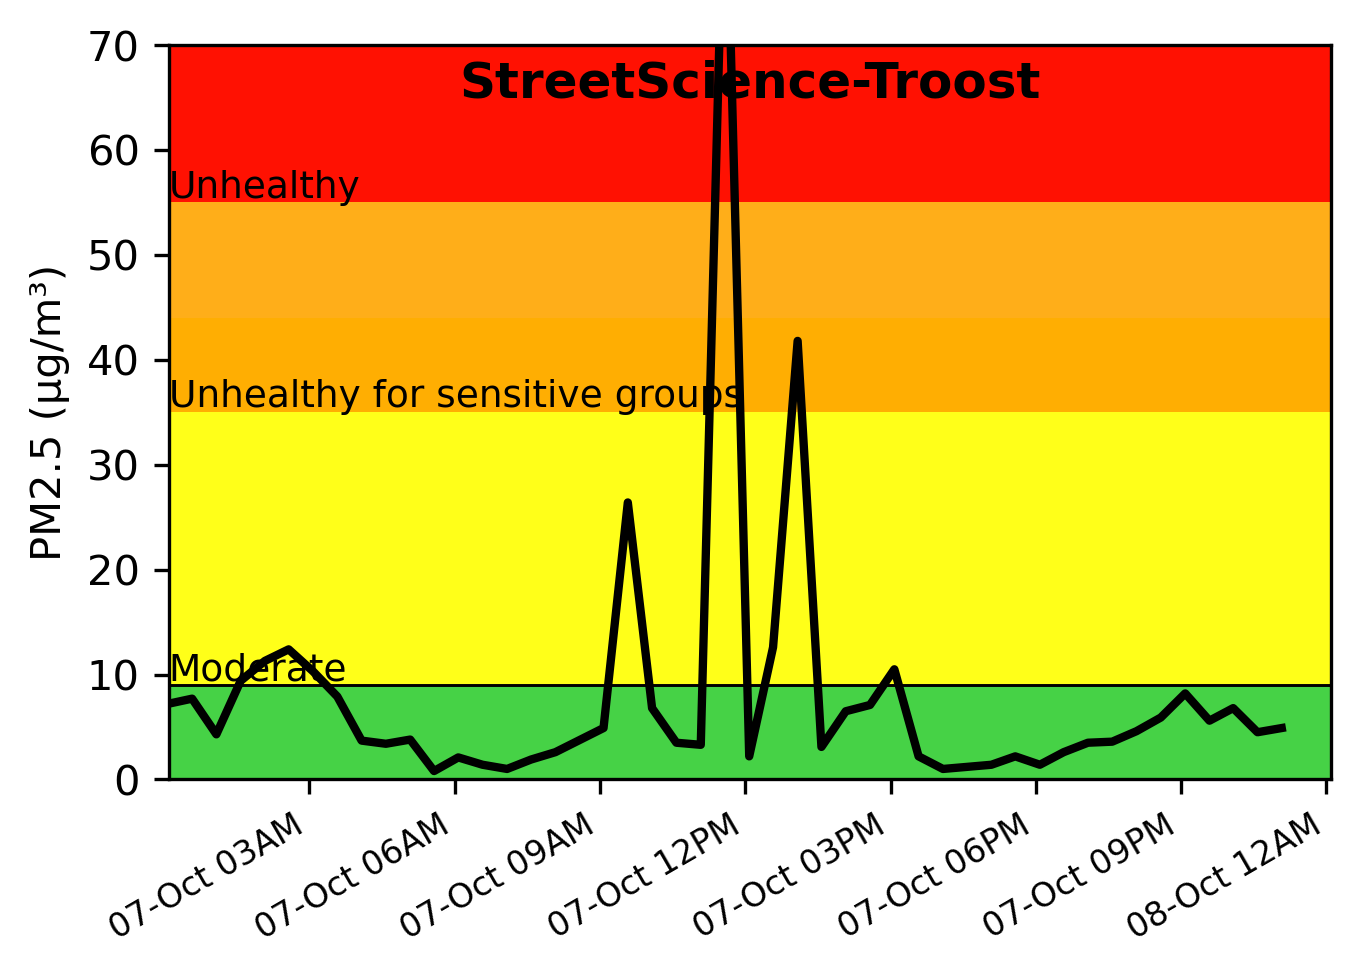 StreetScience-Troost
PM2.5 (µg/m³)
70
60
50
40
30
20
10
0
Unhealthy
Unhealthy for sensitive groups
Moderate
07-Oct 03AM
07-Oct 06AM
07-Oct 09AM
07-Oct 12PM
07-Oct 03PM
07-Oct 06PM
07-Oct 09PM
08-Oct 12AM